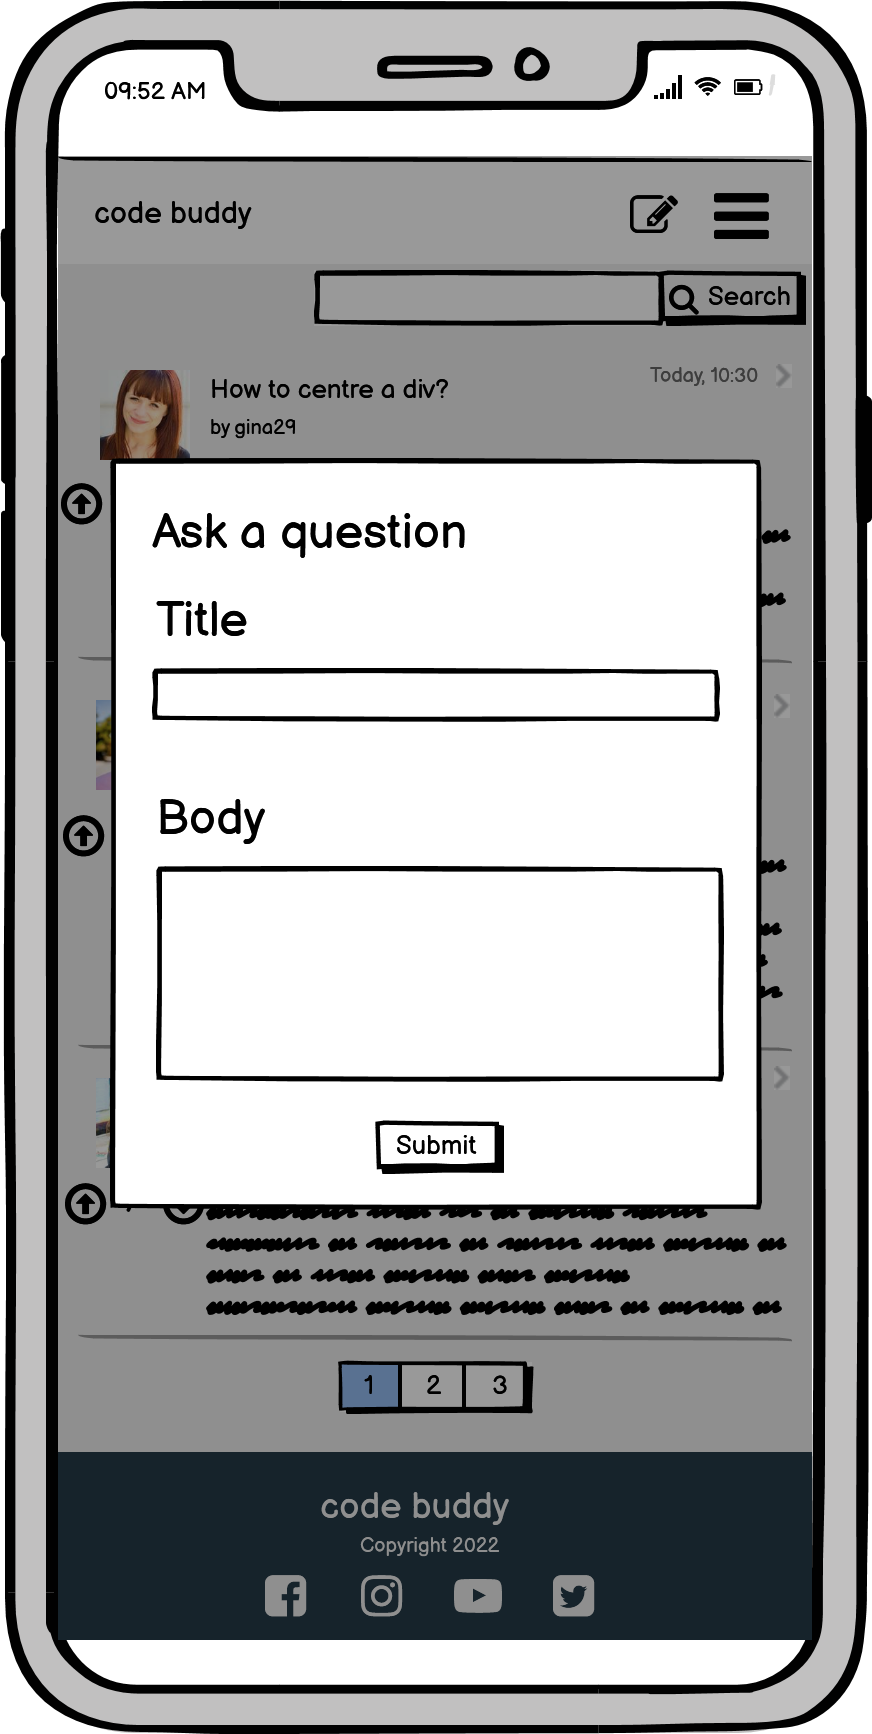 09:52 AM
code buddy
Search
How to centre a div?
Today, 10:30
by gina29
Ask a question
Title
Body
Submit
1 2 3
code buddy
Copyright 2022